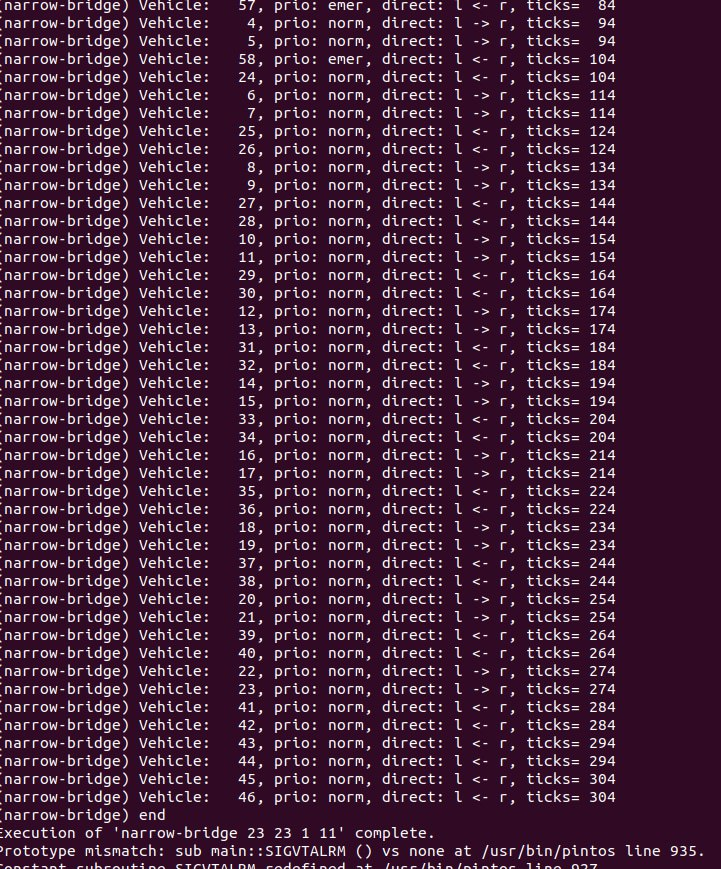 (narrow-bridge) Vehicle:   57, prio: emer, direct: l <- r, ticks=  84
(narrow-bridge) Vehicle:    4, prio: norm, direct: l -> r, ticks=  94
(narrow-bridge) Vehicle:    5, prio: norm, direct: l -> r, ticks=  94
(narrow-bridge) Vehicle:   58, prio: emer, direct: l <- r, ticks= 104
(narrow-bridge) Vehicle:   24, prio: norm, direct: l <- r, ticks= 104
(narrow-bridge) Vehicle:    6, prio: norm, direct: l -> r, ticks= 114
(narrow-bridge) Vehicle:    7, prio: norm, direct: l -> r, ticks= 114
(narrow-bridge) Vehicle:   25, prio: norm, direct: l <- r, ticks= 124
(narrow-bridge) Vehicle:   26, prio: norm, direct: l <- r, ticks= 124
(narrow-bridge) Vehicle:    8, prio: norm, direct: l -> r, ticks= 134
(narrow-bridge) Vehicle:    9, prio: norm, direct: l -> r, ticks= 134
(narrow-bridge) Vehicle:   27, prio: norm, direct: l <- r, ticks= 144
(narrow-bridge) Vehicle:   28, prio: norm, direct: l <- r, ticks= 144
(narrow-bridge) Vehicle:   10, prio: norm, direct: l -> r, ticks= 154
(narrow-bridge) Vehicle:   11, prio: norm, direct: l -> r, ticks= 154
(narrow-bridge) Vehicle:   29, prio: norm, direct: l <- r, ticks= 164
(narrow-bridge) Vehicle:   30, prio: norm, direct: l <- r, ticks= 164
(narrow-bridge) Vehicle:   12, prio: norm, direct: l -> r, ticks= 174
(narrow-bridge) Vehicle:   13, prio: norm, direct: l -> r, ticks= 174
(narrow-bridge) Vehicle:   31, prio: norm, direct: l <- r, ticks= 184
(narrow-bridge) Vehicle:   32, prio: norm, direct: l <- r, ticks= 184
(narrow-bridge) Vehicle:   14, prio: norm, direct: l -> r, ticks= 194
(narrow-bridge) Vehicle:   15, prio: norm, direct: l -> r, ticks= 194
(narrow-bridge) Vehicle:   33, prio: norm, direct: l <- r, ticks= 204
(narrow-bridge) Vehicle:   34, prio: norm, direct: l <- r, ticks= 204
(narrow-bridge) Vehicle:   16, prio: norm, direct: l -> r, ticks= 214
(narrow-bridge) Vehicle:   17, prio: norm, direct: l -> r, ticks= 214
(narrow-bridge) Vehicle:   35, prio: norm, direct: l <- r, ticks= 224
(narrow-bridge) Vehicle:   36, prio: norm, direct: l <- r, ticks= 224
(narrow-bridge) Vehicle:   18, prio: norm, direct: l -> r, ticks= 234
(narrow-bridge) Vehicle:   19, prio: norm, direct: l -> r, ticks= 234
(narrow-bridge) Vehicle:   37, prio: norm, direct: l <- r, ticks= 244
(narrow-bridge) Vehicle:   38, prio: norm, direct: l <- r, ticks= 244
(narrow-bridge) Vehicle:   20, prio: norm, direct: l -> r, ticks= 254
(narrow-bridge) Vehicle:   21, prio: norm, direct: l -> r, ticks= 254
(narrow-bridge) Vehicle:   39, prio: norm, direct: l <- r, ticks= 264
(narrow-bridge) Vehicle:   40, prio: norm, direct: l <- r, ticks= 264
(narrow-bridge) Vehicle:   22, prio: norm, direct: l -> r, ticks= 274
(narrow-bridge) Vehicle:   23, prio: norm, direct: l -> r, ticks= 274
(narrow-bridge) Vehicle:   41, prio: norm, direct: l <- r, ticks= 284
(narrow-bridge) Vehicle:   42, prio: norm, direct: l <- r, ticks= 284
(narrow-bridge) Vehicle:   43, prio: norm, direct: l <- r, ticks= 294
(narrow-bridge) Vehicle:   44, prio: norm, direct: l <- r, ticks= 294
(narrow-bridge) Vehicle:   45, prio: norm, direct: l <- r, ticks= 304
(narrow-bridge) Vehicle:   46, prio: norm, direct: l <- r, ticks= 304
(narrow-bridge) end
Execution of 'narrow-bridge 23 23 1 11' complete.
Prototype mismatch: sub main::SIGVTALRM () vs none at /usr/bin/pintos line 935.
Constant subroutine SIGVTALRM redefined at /usr/bin/pintos line 927.